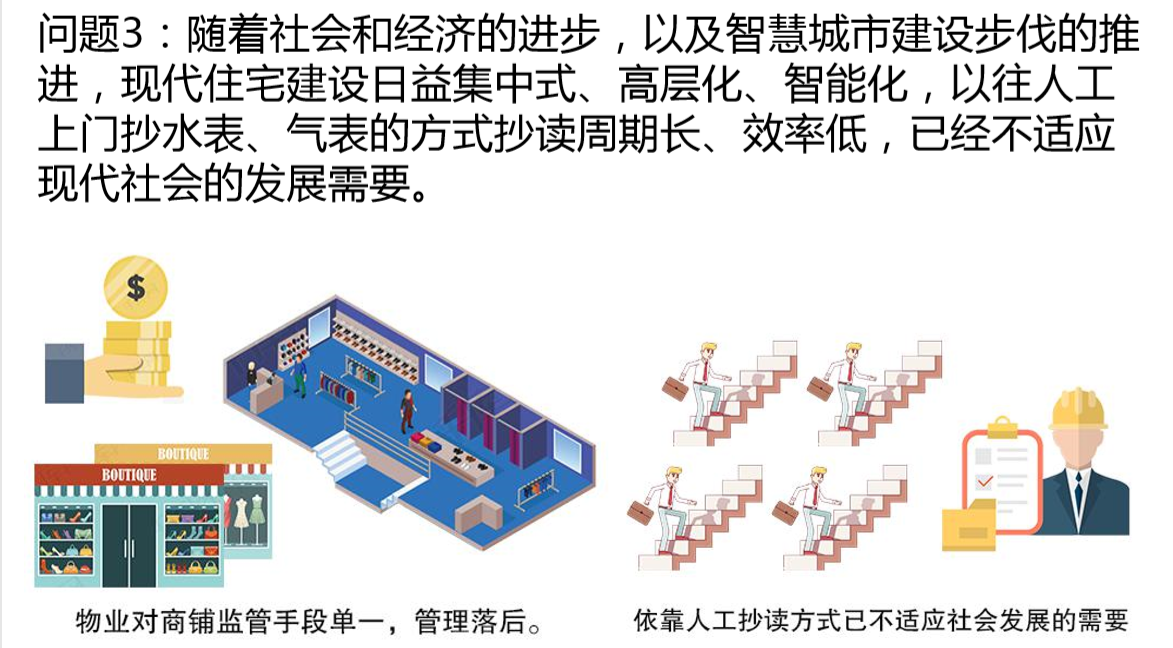 问题3：随着社会和经济的进步，以及智慧城市建设步伐的推
进，现代住宅建设日益集中式、高层化、智能化，以往人工
上门抄水表、气表的方式抄读周期长、效率低，已经不适应
现代社会的发展需要。
$
BOUTIQUE
BOUTIQUE
物业对商铺监管手段单一，管理落后。
依靠人工抄读方式已不适应社会发展的需要